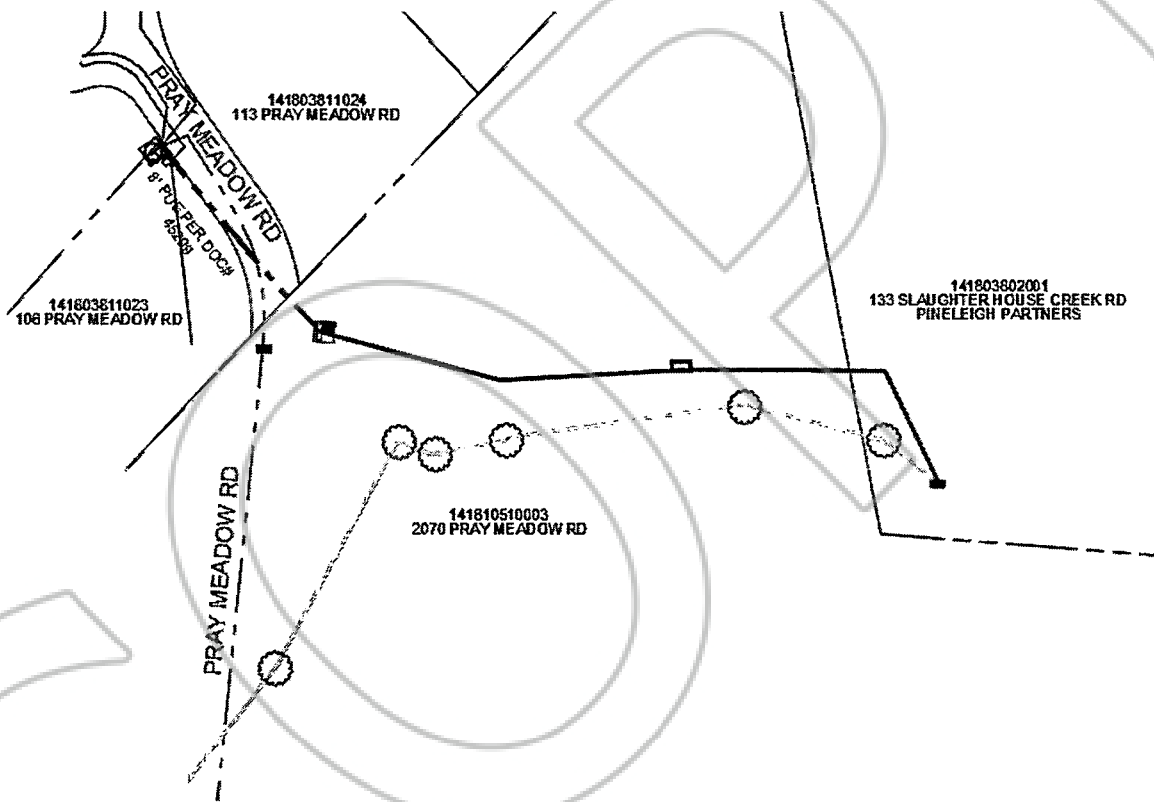 PRAY MEADOW RD
141803811024
113 PRAY MEADOW RD
8' PUE PER DOC#
141803811023
106 PRAY MEADOW RD
141803802001
133 SLAUGHTER HOUSE CREEK RD
PINELEIGH PARTNERS
141810510003
2070 PRAY MEADOW RD
PRAY MEADOW RD